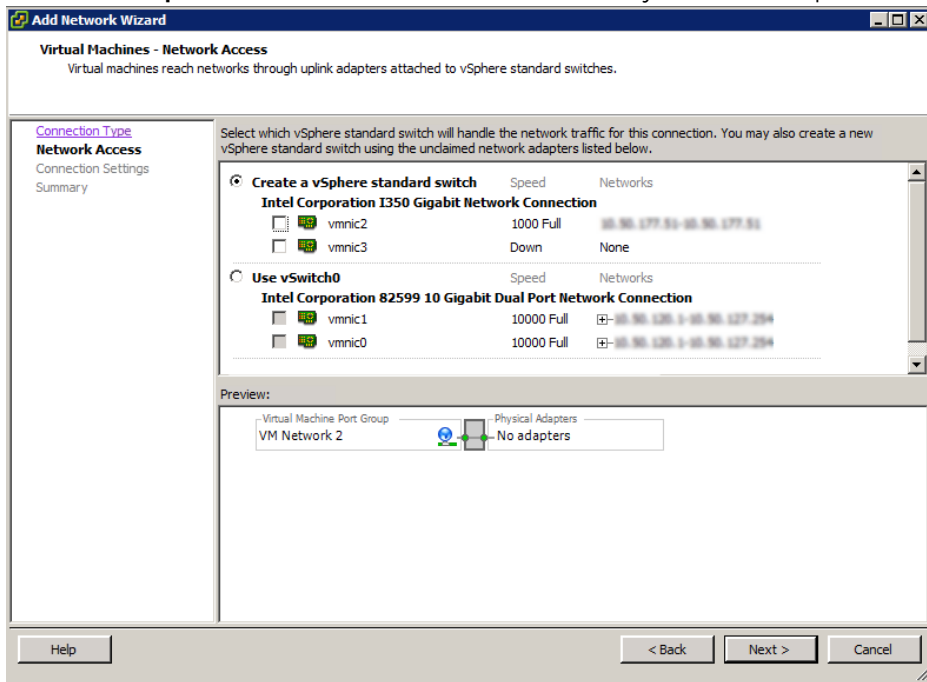 Add Network Wizard
Virtual Machines - Network Access
Virtual machines reach networks through uplink adapters attached to vSphere standard switches.
Connection Type
Network Access
Connection Settings
Summary
Select which vSphere standard switch will handle the network traffic for this connection. You may also create a new
vSphere standard switch using the unclaimed network adapters listed below.
Create a vSphere standard switch Speed Networks
Intel Corporation I350 Gigabit Network Connection
vmnic2 1000 Full
vmnic3 Down None
Use vSwitch0 Speed Networks
Intel Corporation 82599 10 Gigabit Dual Port Network Connection
vmnic1 10000 Full
vmnic0 10000 Full
Preview:
Virtual Machine Port Group Physical Adapters
VM Network 2 No adapters
Help < Back Next > Cancel